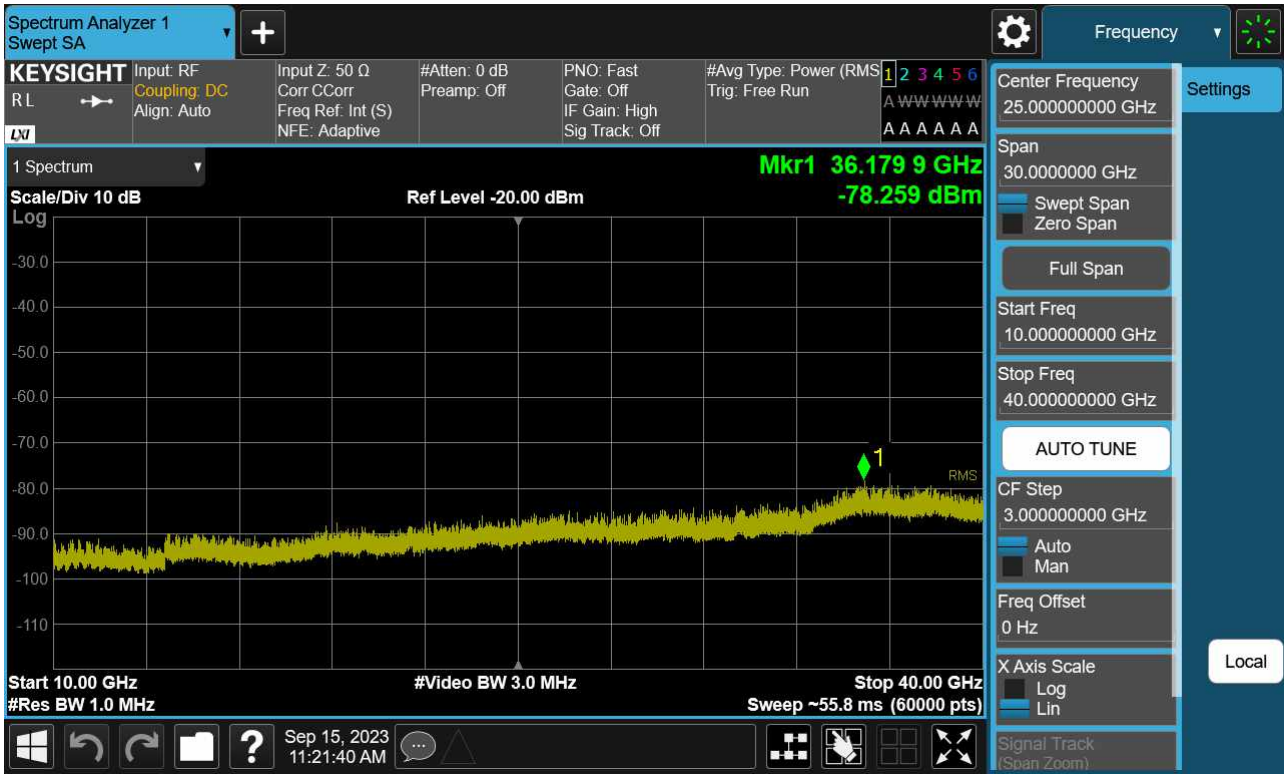 Spectrum Analyzer 1
Swept SA
Frequency
KEYSIGHT
R L
LXI
Input: RF
Coupling: DC
Align: Auto
Input Z: 50 Ω
Corr CCorr
Freq Ref: Int (S)
NFE: Adaptive
#Atten: 0 dB
Preamp: Off
PNO: Fast
Gate: Off
IF Gain: High
Sig Track: Off
#Avg Type: Power (RMS
Trig: Free Run
1 2 3 4 5 6
A W W W W W
A A A A A A
1 Spectrum
Mkr1 36.179 9 GHz
Scale/Div 10 dB
Ref Level -20.00 dBm
-78.259 dBm
Log
-30.0
-40.0
-50.0
-60.0
-70.0
1
RMS
-80.0
-90.0
-100
-110
Start 10.00 GHz
#Video BW 3.0 MHz
Stop 40.00 GHz
#Res BW 1.0 MHz
Sweep ~55.8 ms (60000 pts)
Sep 15, 2023
11:21:40 AM
?
Center Frequency
25.000000000 GHz
Span
30.0000000 GHz
Swept Span
Zero Span
Full Span
Start Freq
10.000000000 GHz
Stop Freq
40.000000000 GHz
AUTO TUNE
CF Step
3.000000000 GHz
Auto
Man
Freq Offset
0 Hz
X Axis Scale
Log
Lin
Signal Track
(Span Zoom)
Settings
Local